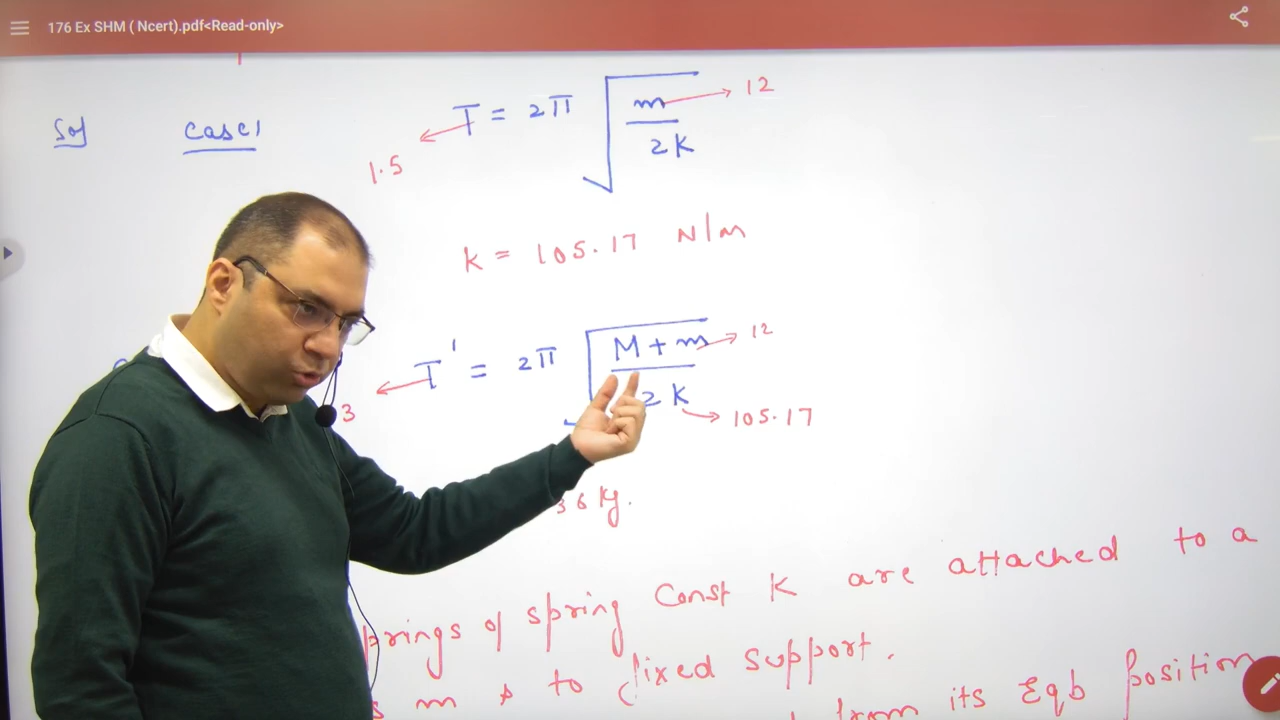 176 Ex SHM ( Ncert).pdf<Read-only>
Sol Case1 T = 2π √(m/2k) 12
1.5
k = 105.17 N/m
T' = 2π √(M + m/2k) 12
3 105.17
36 kg.
prings of spring Const K are attached to a
s m & to fixed support.
from its Eqb position